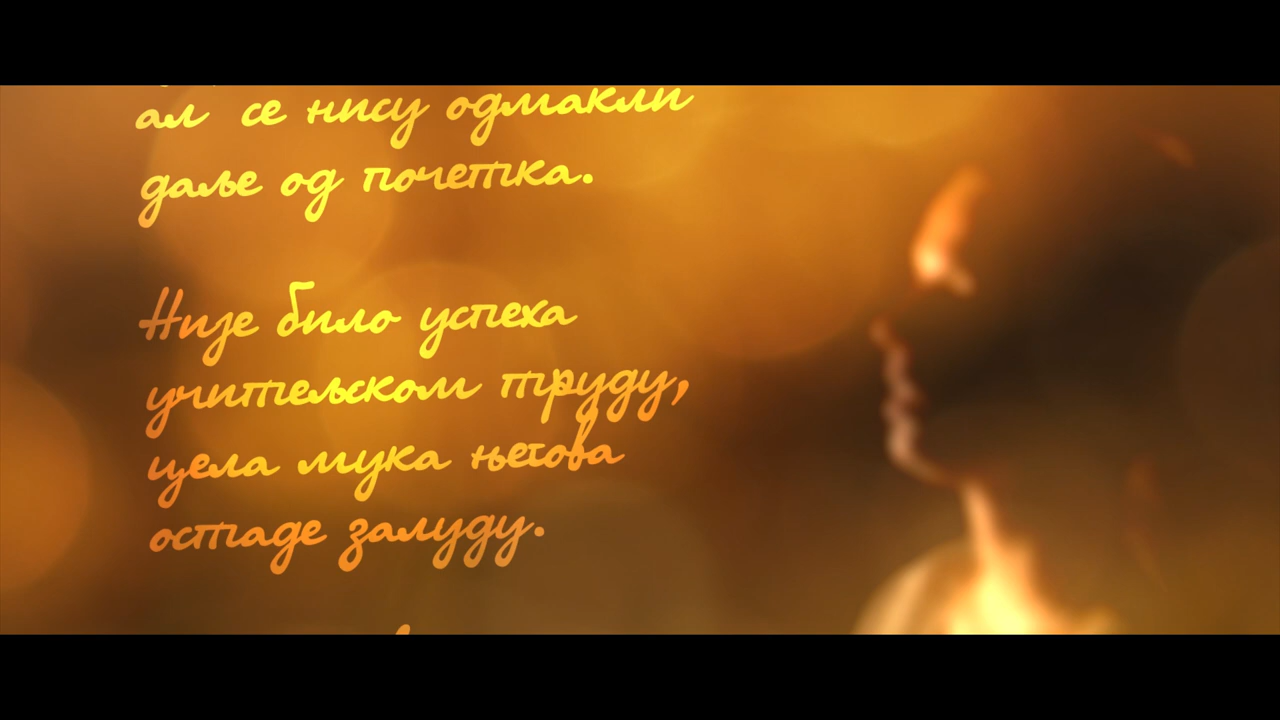 ал се нису одмакли
даље од почетка.
Није било успеха
учитељском труду,
цела мука његова
остаде залуду.